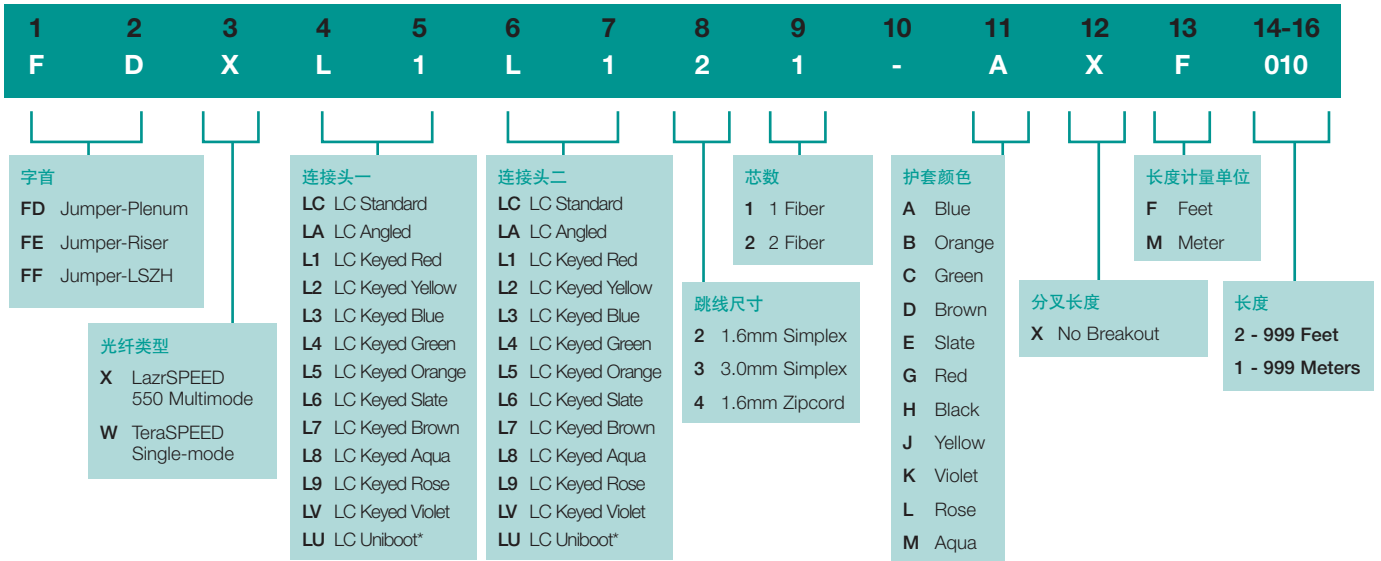 1 2 3 4 5 6 7 8 9 10 11 12 13 14-16
F D X L 1 L 1 2 1 - A X F 010
字首
FD Jumper-Plenum
FE Jumper-Riser
FF Jumper-LSZH
光纤类型
X LazrSPEED
550 Multimode
W TeraSPEED
Single-mode
连接头一
LC LC Standard
LA LC Angled
L1 LC Keyed Red
L2 LC Keyed Yellow
L3 LC Keyed Blue
L4 LC Keyed Green
L5 LC Keyed Orange
L6 LC Keyed Slate
L7 LC Keyed Brown
L8 LC Keyed Aqua
L9 LC Keyed Rose
LV LC Keyed Violet
LU LC Uniboot*
连接头二
LC LC Standard
LA LC Angled
L1 LC Keyed Red
L2 LC Keyed Yellow
L3 LC Keyed Blue
L4 LC Keyed Green
L5 LC Keyed Orange
L6 LC Keyed Slate
L7 LC Keyed Brown
L8 LC Keyed Aqua
L9 LC Keyed Rose
LV LC Keyed Violet
LU LC Uniboot*
跳线尺寸
2 1.6mm Simplex
3 3.0mm Simplex
4 1.6mm Zipcord
芯数
1 1 Fiber
2 2 Fiber
护套颜色
A Blue
B Orange
C Green
D Brown
E Slate
G Red
H Black
J Yellow
K Violet
L Rose
M Aqua
分叉长度
X No Breakout
长度计量单位
F Feet
M Meter
长度
2 - 999 Feet
1 - 999 Meters